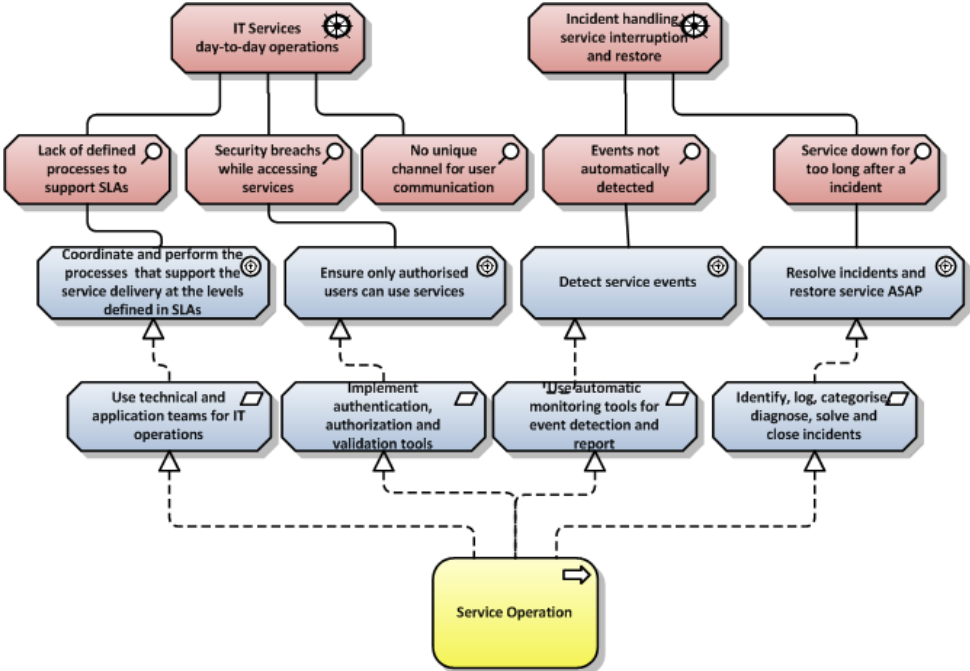 IT Services
day-to-day operations
Incident handling,
service interruption
and restore
Lack of defined
processes to
support SLAs
Security breachs
while accessing
services
No unique
channel for user
communication
Events not
automatically
detected
Service down for
too long after a
incident
Coordinate and perform the
processes that support the
service delivery at the levels
defined in SLAs
Ensure only authorised
users can use services
Detect service events
Resolve incidents and
restore service ASAP
Use technical and
application teams for IT
operations
Implement
authentication,
authorization and
validation tools
'Use automatic
monitoring tools for
event detection and
report
Identify, log, categorise,
diagnose, solve and
close incidents
Service Operation